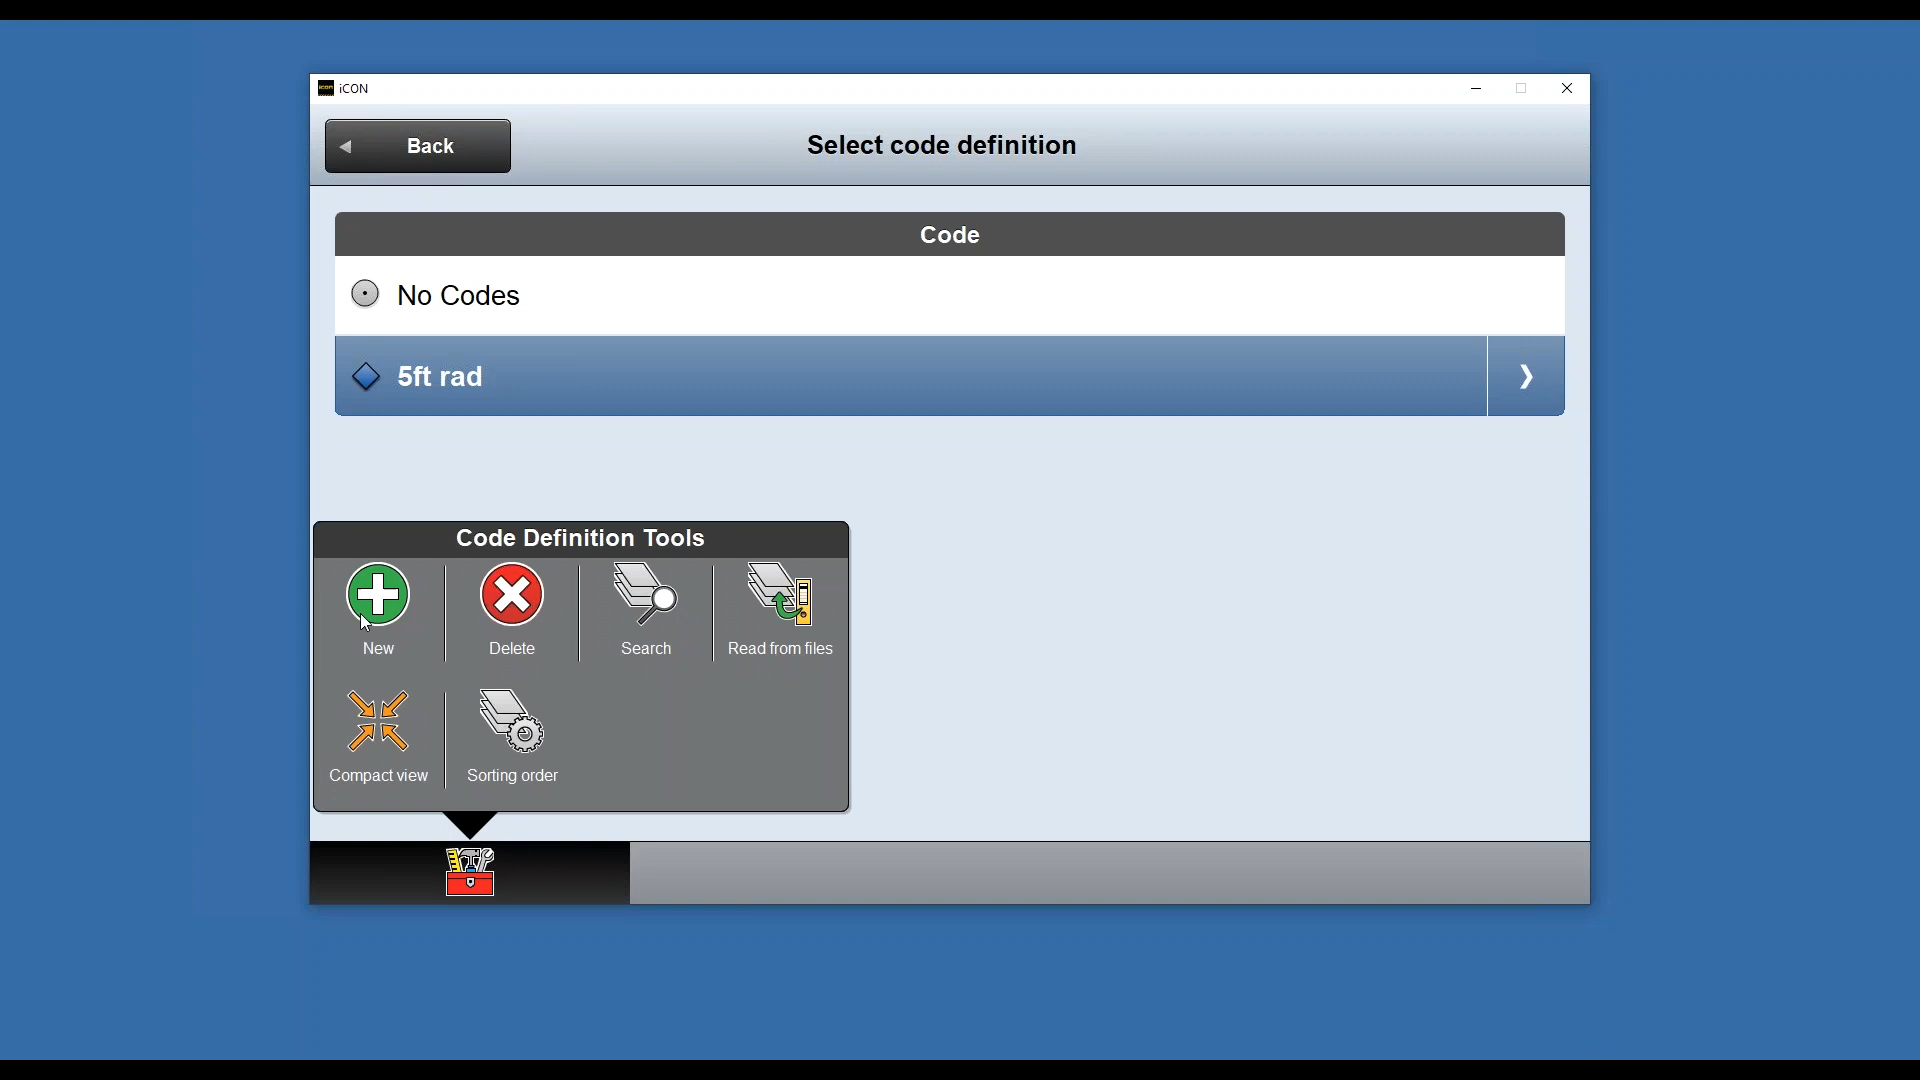 iCON
Back
Select code definition
Code
No Codes
5ft rad
Code Definition Tools
New
Delete
Search
Read from files
Compact view
Sorting order